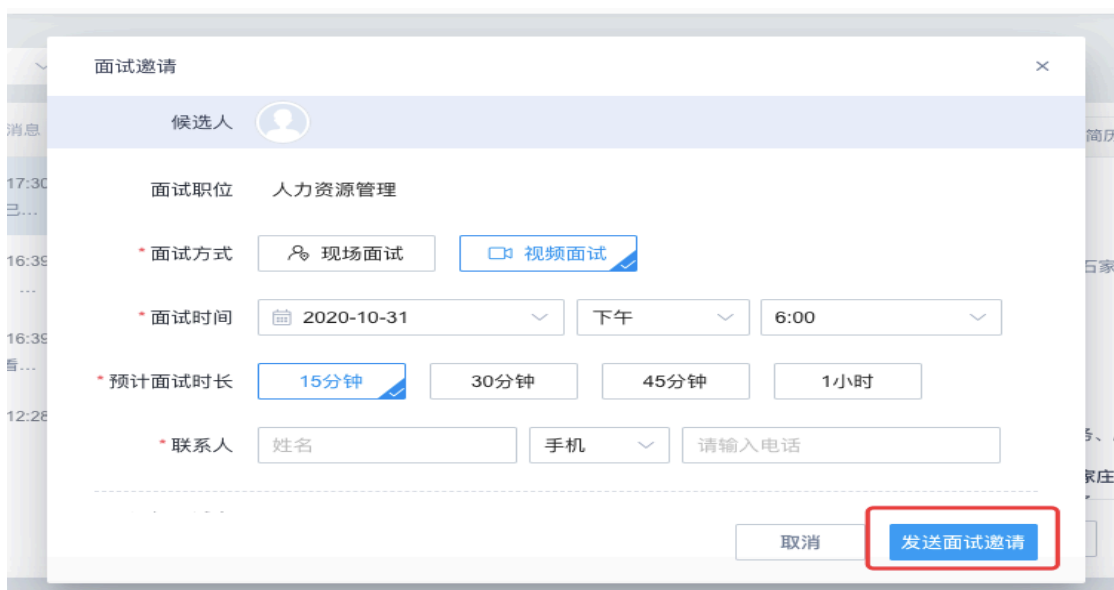 面试邀请
候选人
消息
简历
17:30
面试职位 人力资源管理
已...
*面试方式 现场面试 视频面试
16:39
石家
...
*面试时间 2020-10-31 下午 6:00
16:39
看...
*预计面试时长 15分钟 30分钟 45分钟 1小时
12:28
*联系人 姓名 手机 请输入电话
务、
家庄
取消 发送面试邀请